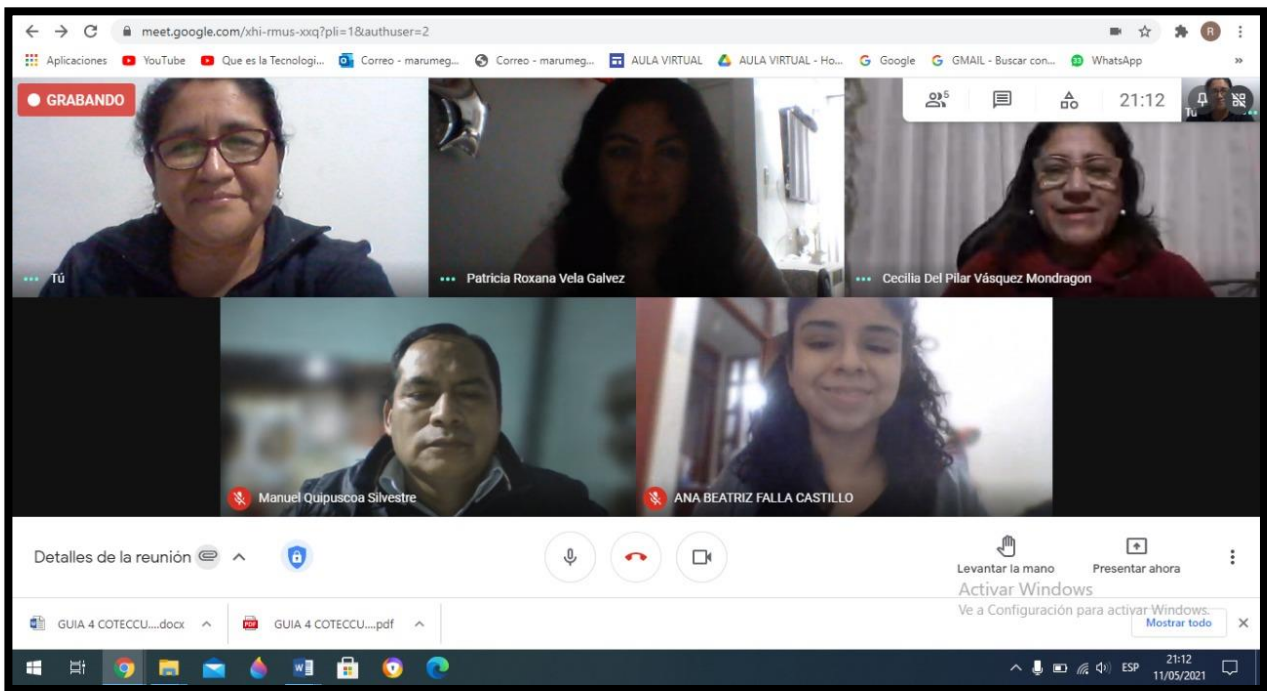 meet.google.com/xhi-rmus-xxq?pli=1&authuser=2
R
Aplicaciones YouTube Que es la Tecnologi... Correo - marumeg... Correo - marumeg... AULA VIRTUAL AULA VIRTUAL - Ho... Google GMAIL - Buscar con... WhatsApp »
GRABANDO
5
21:12
Tú
Tú
Patricia Roxana Vela Galvez
Cecilia Del Pilar Vásquez Mondragon
Manuel Quipuscoa Silvestre
ANA BEATRIZ FALLA CASTILLO
Detalles de la reunión
Levantar la mano
Presentar ahora
Activar Windows
Ve a Configuración para activar Windows.
GUIA 4 COTECCU....docx
GUIA 4 COTECCU....pdf
Mostrar todo
ESP
21:12
11/05/2021